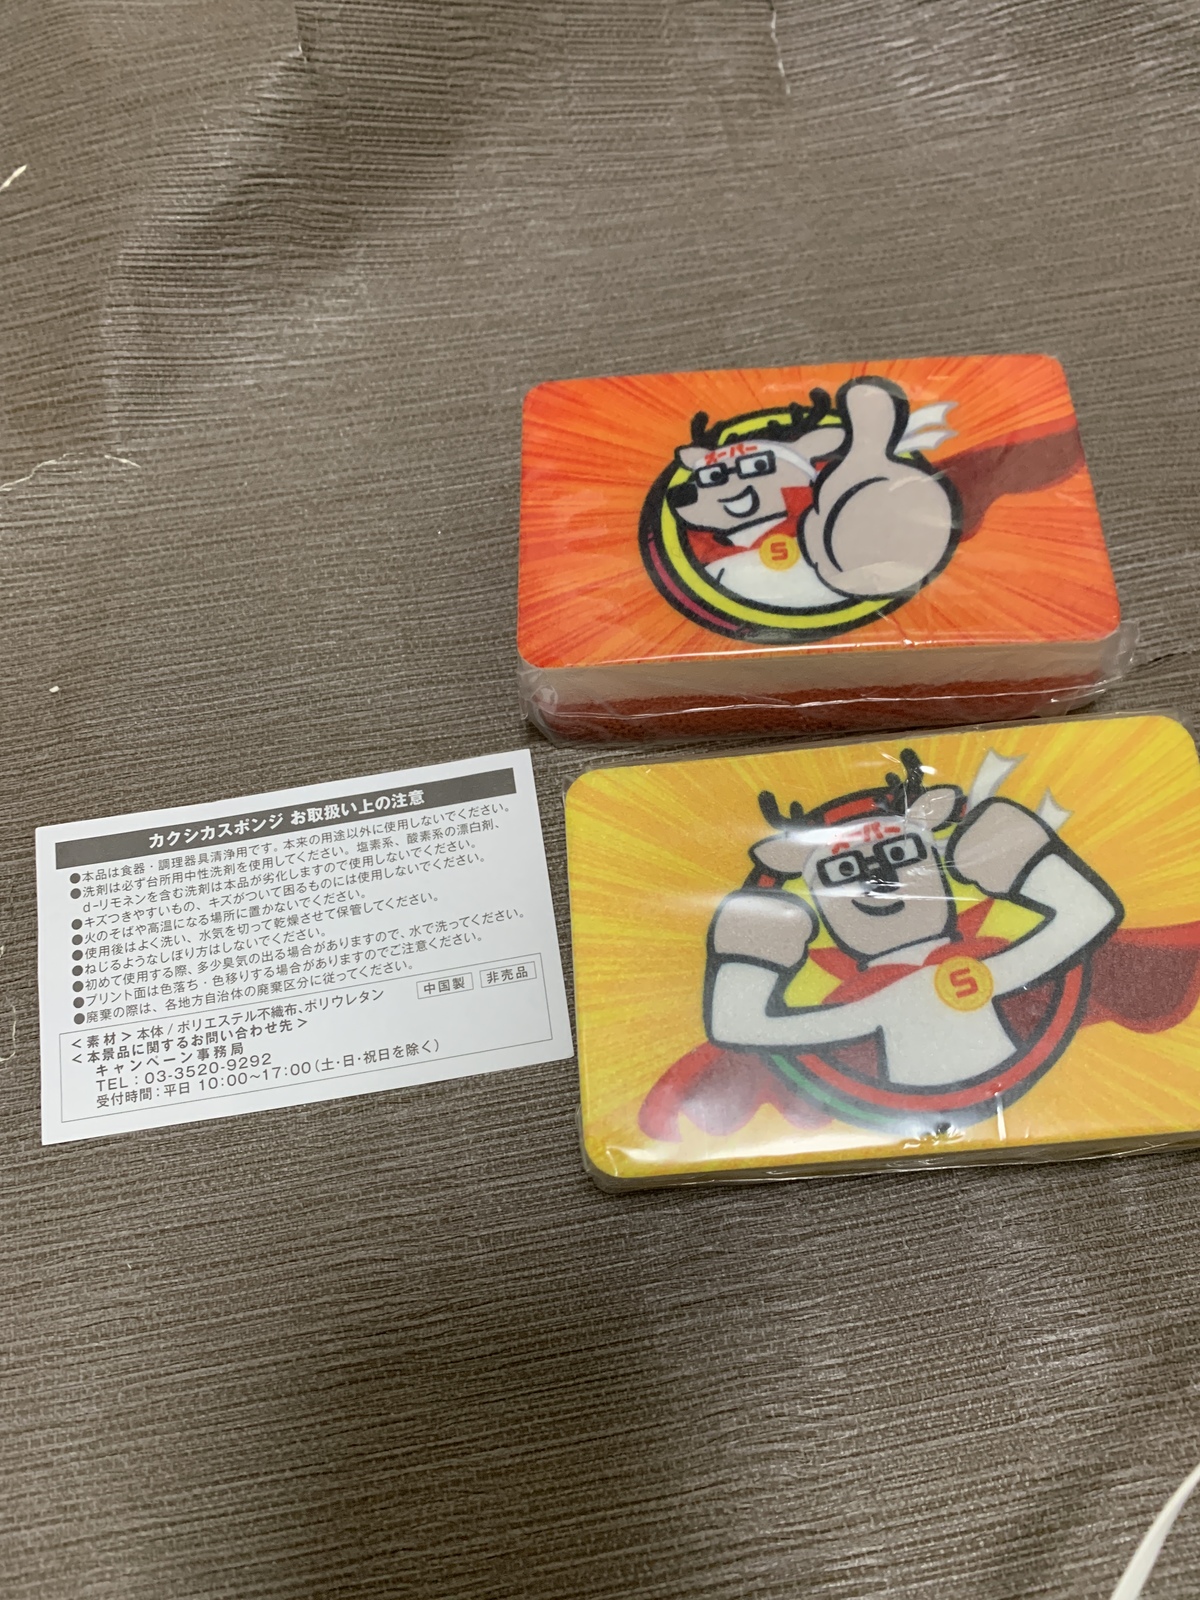 スーパー
S
スーパー
S
カクシカスポンジ お取扱い上の注意
●本品は食器・調理器具清浄用です。本来の用途以外に使用しないでください。
●洗剤は必ず台所用中性洗剤を使用してください。塩素系、酸素系の漂白剤、
d-リモネンを含む洗剤は本品が劣化しますので使用しないでください。
●キズつきやすいもの、キズがついて困るものには使用しないでください。
●火のそばや高温になる場所に置かないでください。
●使用後はよく洗い、水気を切って乾燥させて保管してください。
●ねじるようなしぼり方はしないでください。
●初めて使用する際、多少臭気の出る場合がありますので、水で洗ってください。
●プリント面は色落ち・色移りする場合がありますのでご注意ください。
●廃棄の際は、各地方自治体の廃棄区分に従ってください。
中国製 非売品
<素材>本体/ポリエステル不織布、ポリウレタン
<本景品に関するお問い合わせ先>
キャンペーン事務局
TEL:03-3520-9292
受付時間:平日 10:00~17:00(土・日・祝日を除く)